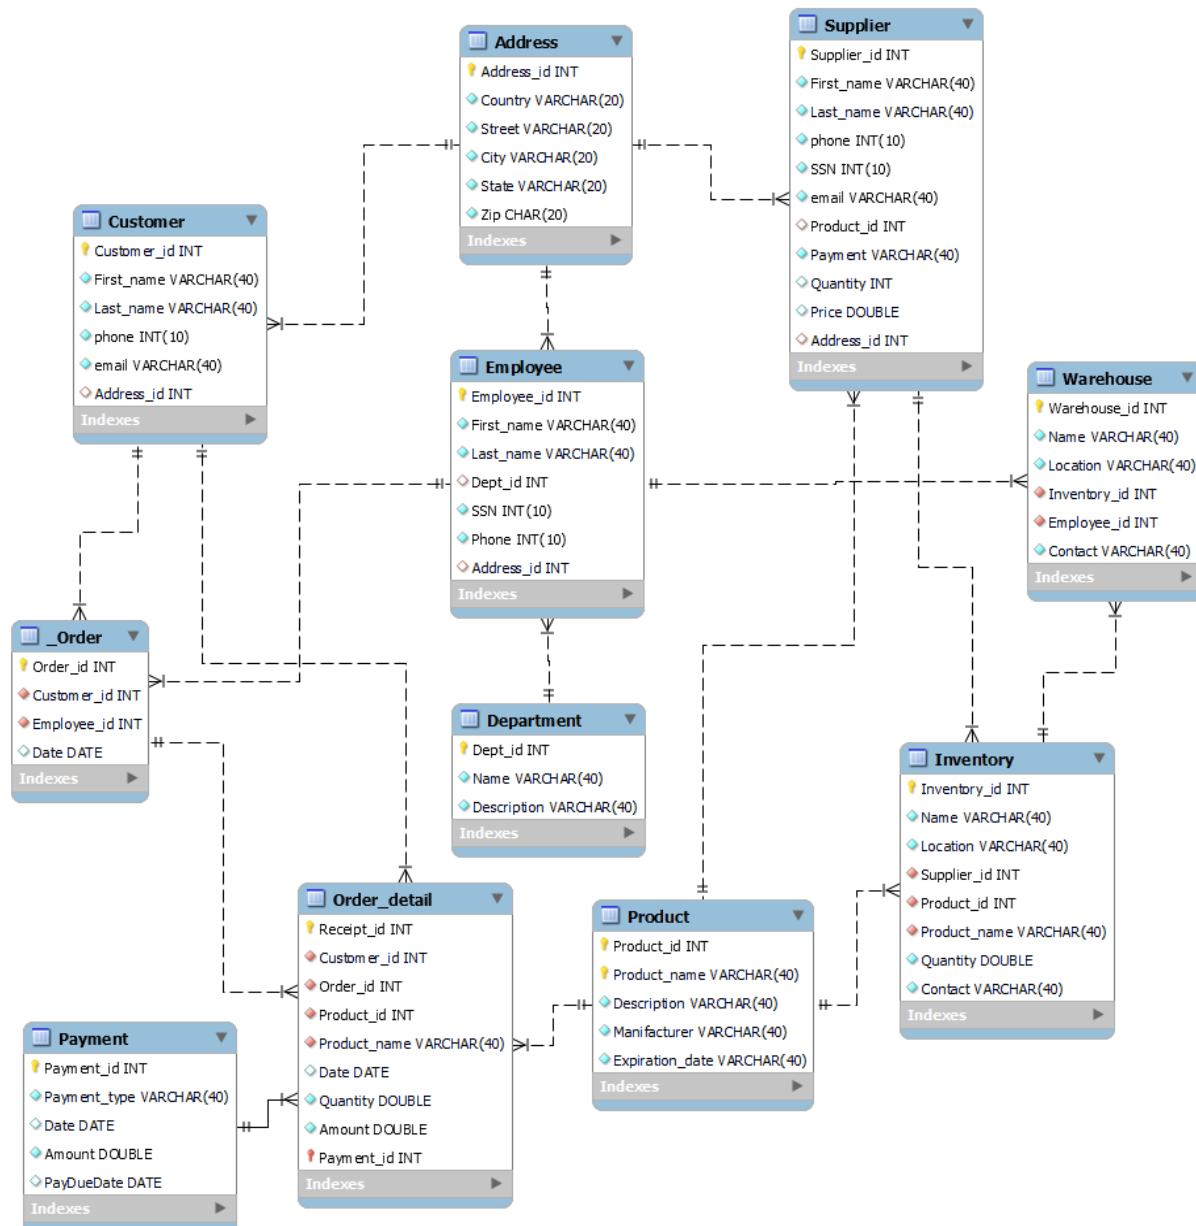 Address
Address_id INT
Country VARCHAR(20)
Street VARCHAR(20)
City VARCHAR(20)
State VARCHAR(20)
Zip CHAR(20)
Indexes
Supplier
Supplier_id INT
First_name VARCHAR(40)
Last_name VARCHAR(40)
phone INT(10)
SSN INT(10)
email VARCHAR(40)
Product_id INT
Payment VARCHAR(40)
Quantity INT
Price DOUBLE
Address_id INT
Indexes
Customer
Customer_id INT
First_name VARCHAR(40)
Last_name VARCHAR(40)
phone INT(10)
email VARCHAR(40)
Address_id INT
Indexes
Employee
Employee_id INT
First_name VARCHAR(40)
Last_name VARCHAR(40)
Dept_id INT
SSN INT(10)
Phone INT(10)
Address_id INT
Indexes
Warehouse
Warehouse_id INT
Name VARCHAR(40)
Location VARCHAR(40)
Inventory_id INT
Employee_id INT
Contact VARCHAR(40)
Indexes
_Order
Order_id INT
Customer_id INT
Employee_id INT
Date DATE
Indexes
Department
Dept_id INT
Name VARCHAR(40)
Description VARCHAR(40)
Indexes
Inventory
Inventory_id INT
Name VARCHAR(40)
Location VARCHAR(40)
Supplier_id INT
Product_id INT
Product_name VARCHAR(40)
Quantity DOUBLE
Contact VARCHAR(40)
Indexes
Order_detail
Receipt_id INT
Customer_id INT
Order_id INT
Product_id INT
Product_name VARCHAR(40)
Date DATE
Quantity DOUBLE
Amount DOUBLE
Payment_id INT
Indexes
Product
Product_id INT
Product_name VARCHAR(40)
Description VARCHAR(40)
Manifacturer VARCHAR(40)
Expiration_date VARCHAR(40)
Indexes
Payment
Payment_id INT
Payment_type VARCHAR(40)
Date DATE
Amount DOUBLE
PayDueDate DATE
Indexes